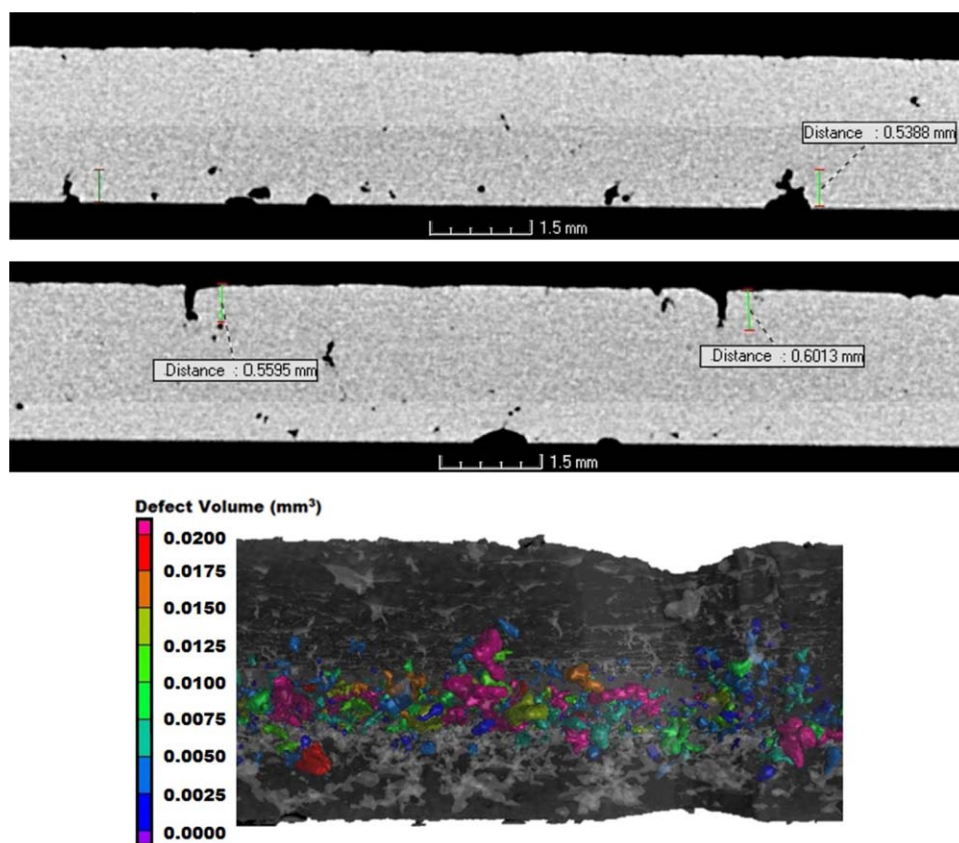 Distance : 0.5388 mm
1.5 mm
Distance : 0.5595 mm
Distance : 0.6013 mm
1.5 mm
Defect Volume (mm³)
0.0200
0.0175
0.0150
0.0125
0.0100
0.0075
0.0050
0.0025
0.0000